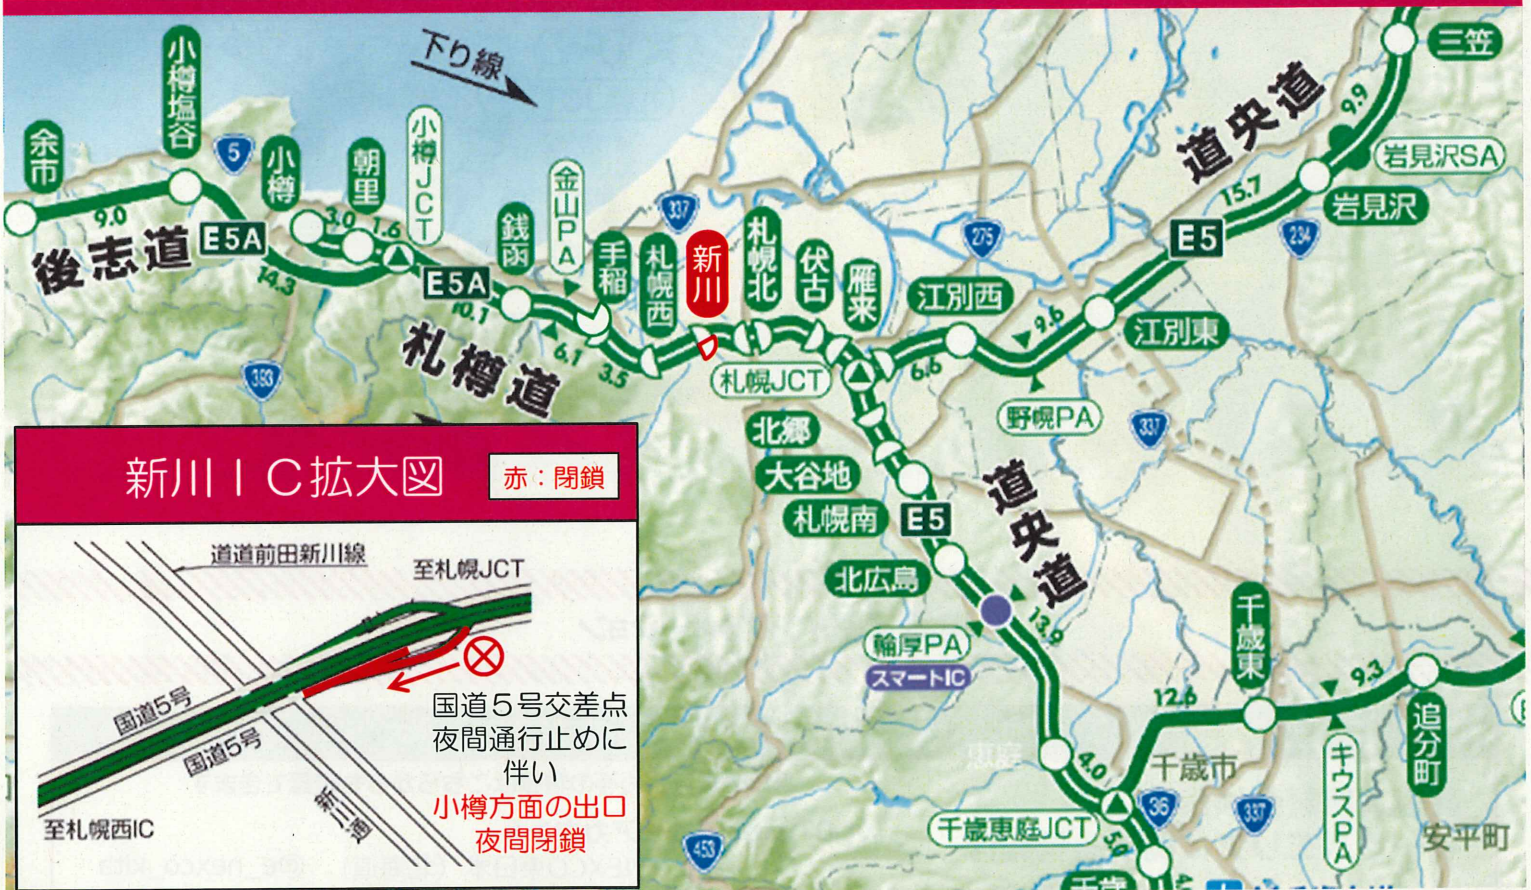 下り線
余市
小樽塩谷
5
小樽
朝里
小樽JCT
金山PA
銭函
手稲
札幌西
新川
札幌北
伏古
雁来
337
275
江別西
江別東
道央道
三笠
9.9
岩見沢SA
15.7
岩見沢
234
E5
9.0
後志道
E5A
14.3
3.0
1.6
E5A
10.1
札樽道
6.1
3.5
393
札幌JCT
6.6
9.6
野幌PA
337
北郷
大谷地
札幌南
E5
道央道
北広島
輪厚PA
スマートIC
13.9
恵庭
4.0
千歳恵庭JCT
5.0
453
千歳市
36
337
12.6
千歳東
9.3
キウスPA
追分町
安平町
千歳
新川IC拡大図
赤：閉鎖
道道前田新川線
至札幌JCT
国道5号
国道5号
新川通
至札幌西IC
国道5号交差点
夜間通行止めに
伴い
小樽方面の出口
夜間閉鎖